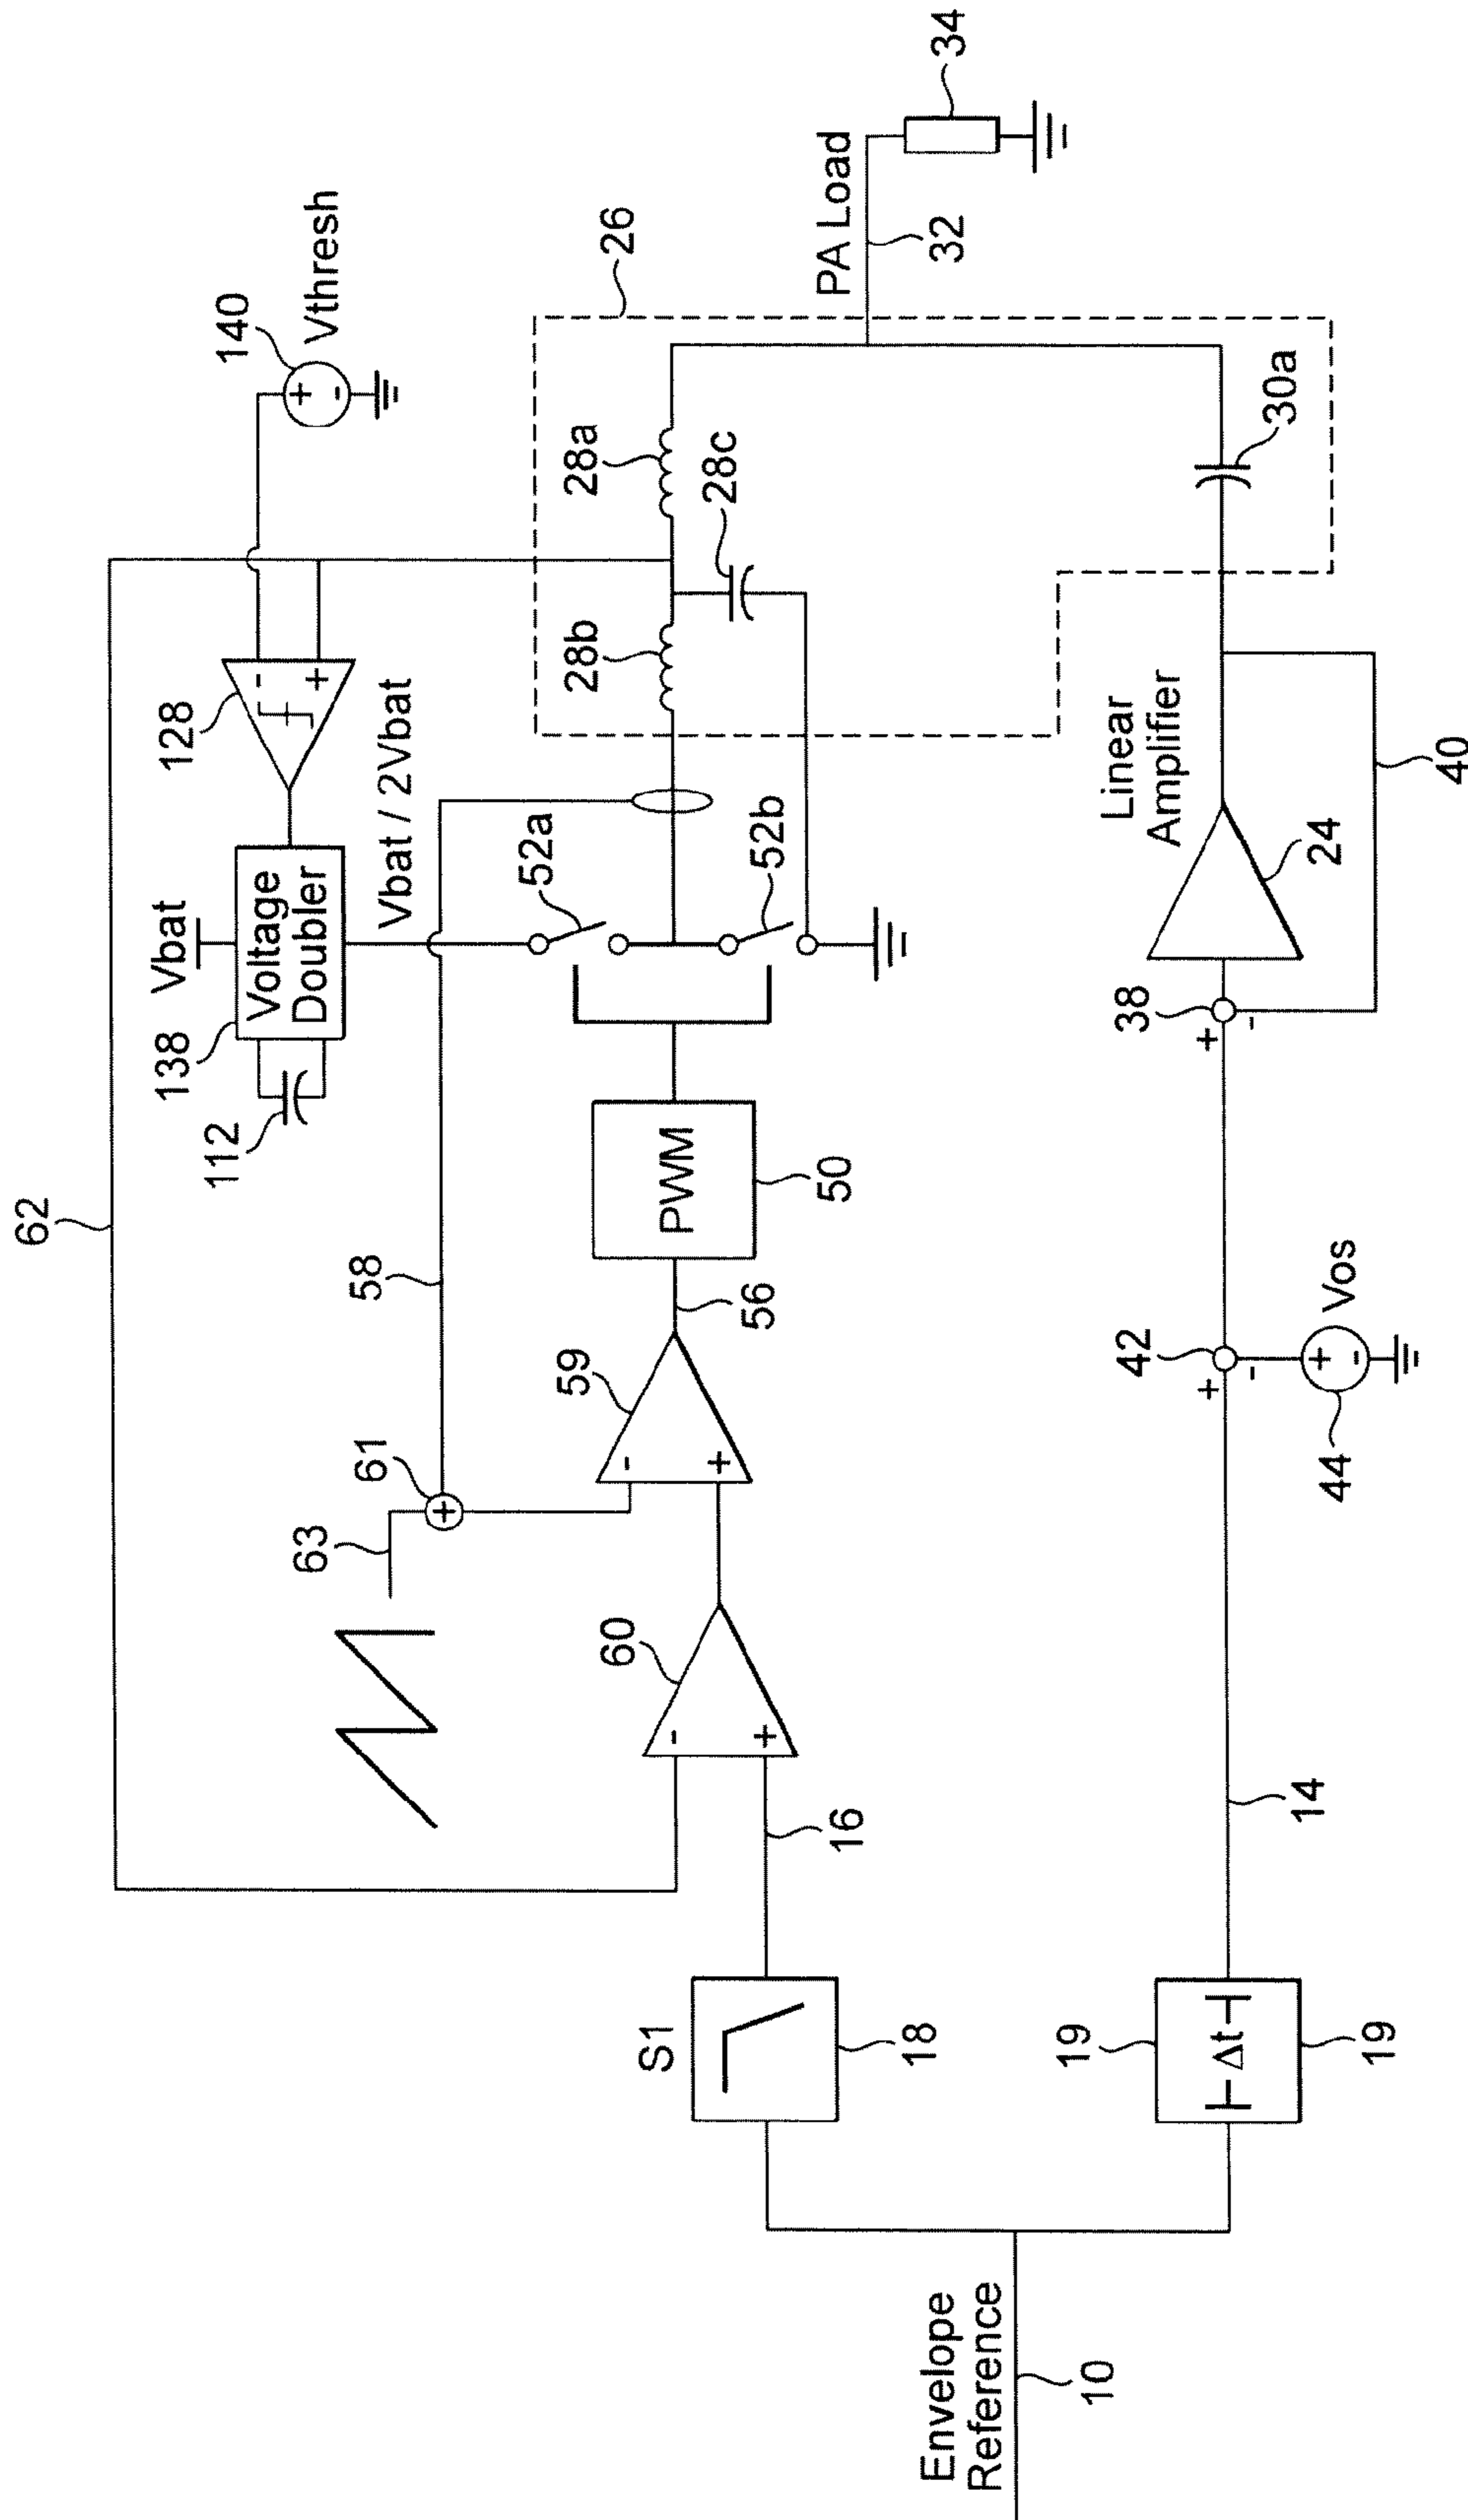 62
140
Vthresh
128
Vbat
138
Voltage
Doubler
112
Vbat / 2Vbat
-
+
+
-
26
58
52a
52b
28b
28a
28c
PA Load
32
34
63
61
+
59
-
+
56
PWM
50
60
-
+
16
S1
18
Envelope
Reference
10
19
Δt
19
14
42
+
-
+
-
Vos
44
38
+
-
Linear
Amplifier
24
40
30a